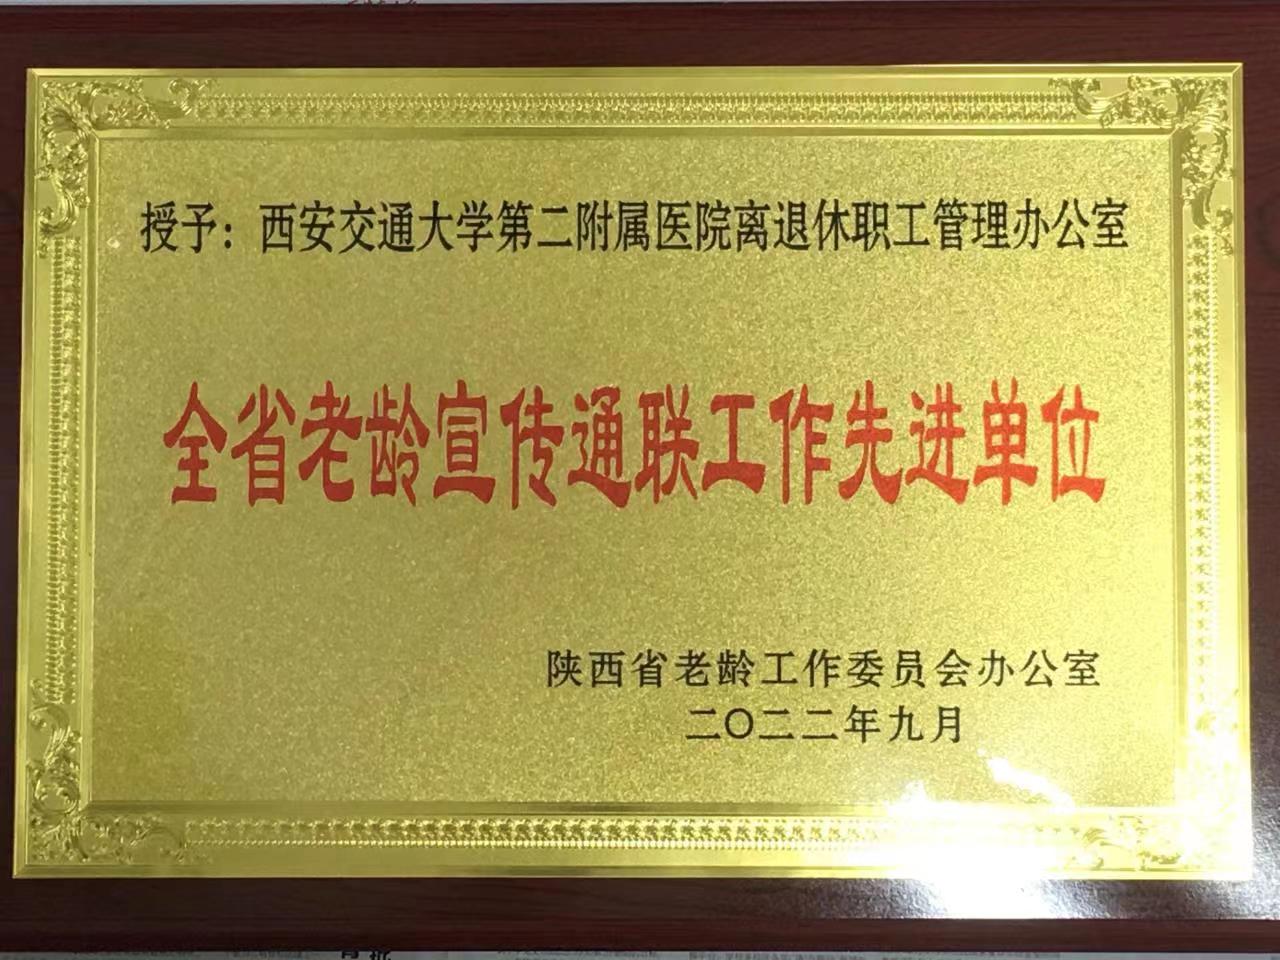 授予：西安交通大学第二附属医院离退休职工管理办公室
全省老龄宣传通联工作先进单位
陕西省老龄工作委员会办公室
二〇二二年九月